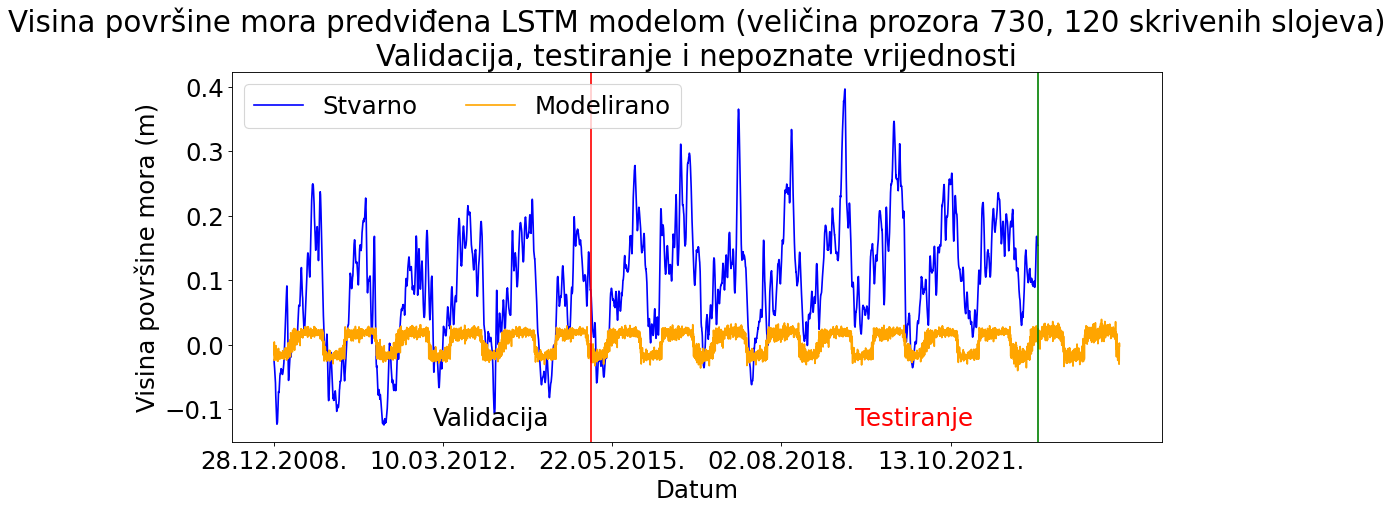 Visina površine mora predviđena LSTM modelom (veličina prozora 730, 120 skrivenih slojeva)
Validacija, testiranje i nepoznate vrijednosti
Stvarno
Modelirano
Visina površine mora (m)
0.4
0.3
0.2
0.1
0.0
−0.1
Validacija
Testiranje
28.12.2008.
10.03.2012.
22.05.2015.
02.08.2018.
13.10.2021.
Datum